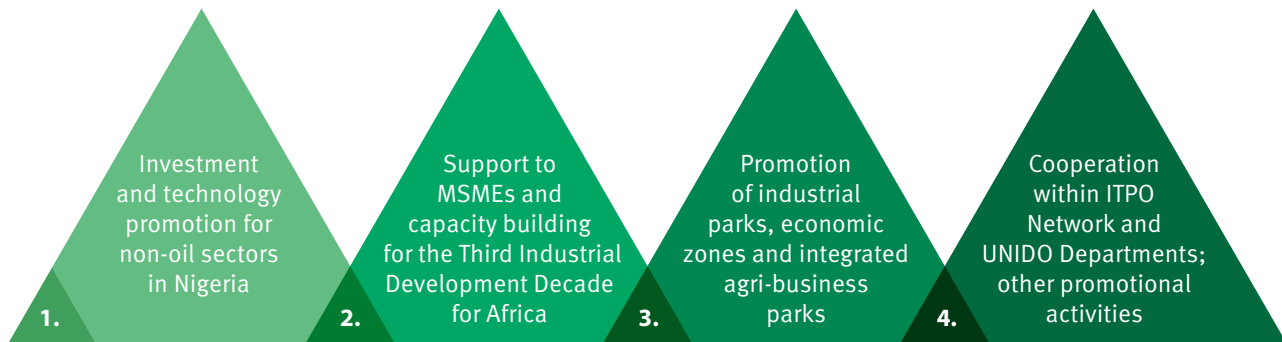 1.
Investment
and technology
promotion for
non-oil sectors
in Nigeria
2.
Support to
MSMEs and
capacity building
for the Third Industrial
Development Decade
for Africa
3.
Promotion
of industrial
parks, economic
zones and integrated
agri-business
parks
4.
Cooperation
within ITPO
Network and
UNIDO Departments;
other promotional
activities